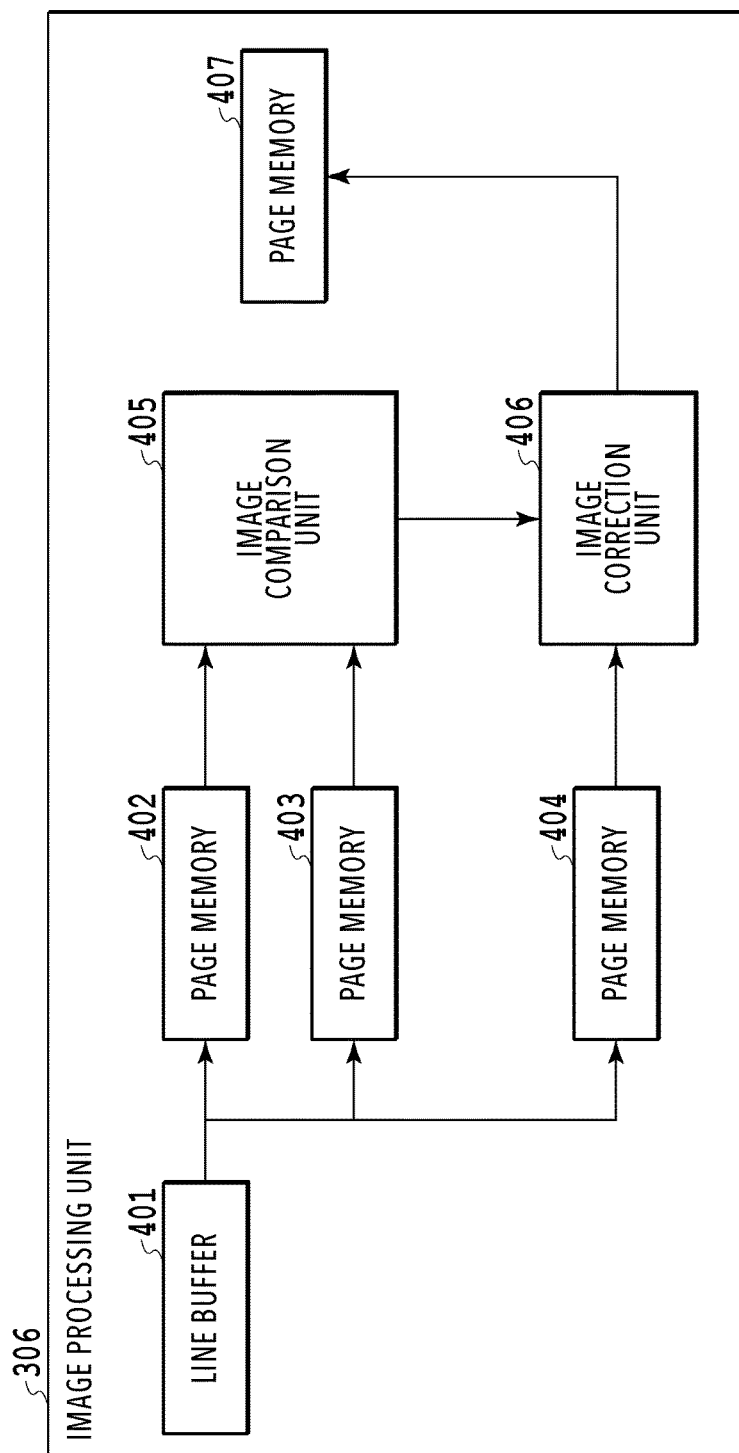 306
IMAGE PROCESSING UNIT
401
LINE BUFFER
402
PAGE MEMORY
403
PAGE MEMORY
404
PAGE MEMORY
405
IMAGE
COMPARISON
UNIT
406
IMAGE
CORRECTION
UNIT
407
PAGE MEMORY